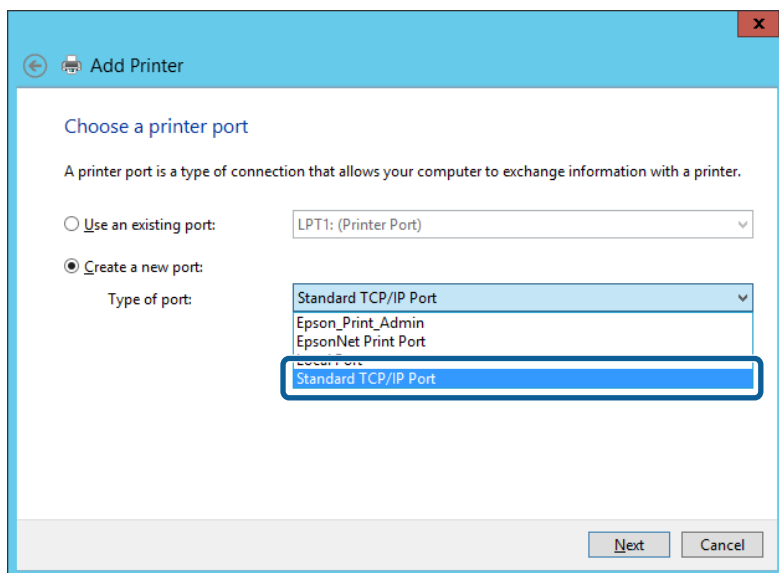 x
Add Printer
Choose a printer port
A printer port is a type of connection that allows your computer to exchange information with a printer.
Use an existing port: LPT1: (Printer Port)
Create a new port:
Type of port: Standard TCP/IP Port
Epson_Print_Admin
EpsonNet Print Port
Local Port
Standard TCP/IP Port
Next Cancel